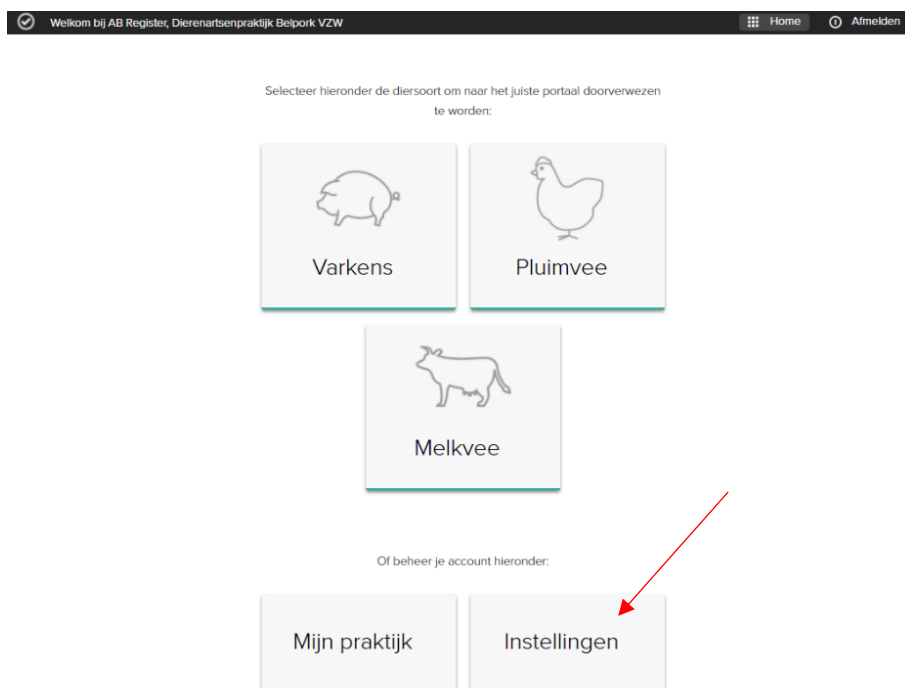 Welkom bij AB Register, Dierenartsenpraktijk Belpork VZW
Home
Afmelden
Selecteer hieronder de diersoort om naar het juiste portaal doorverwezen
te worden:
Varkens
Pluimvee
Melkvee
Of beheer je account hieronder:
Mijn praktijk
Instellingen